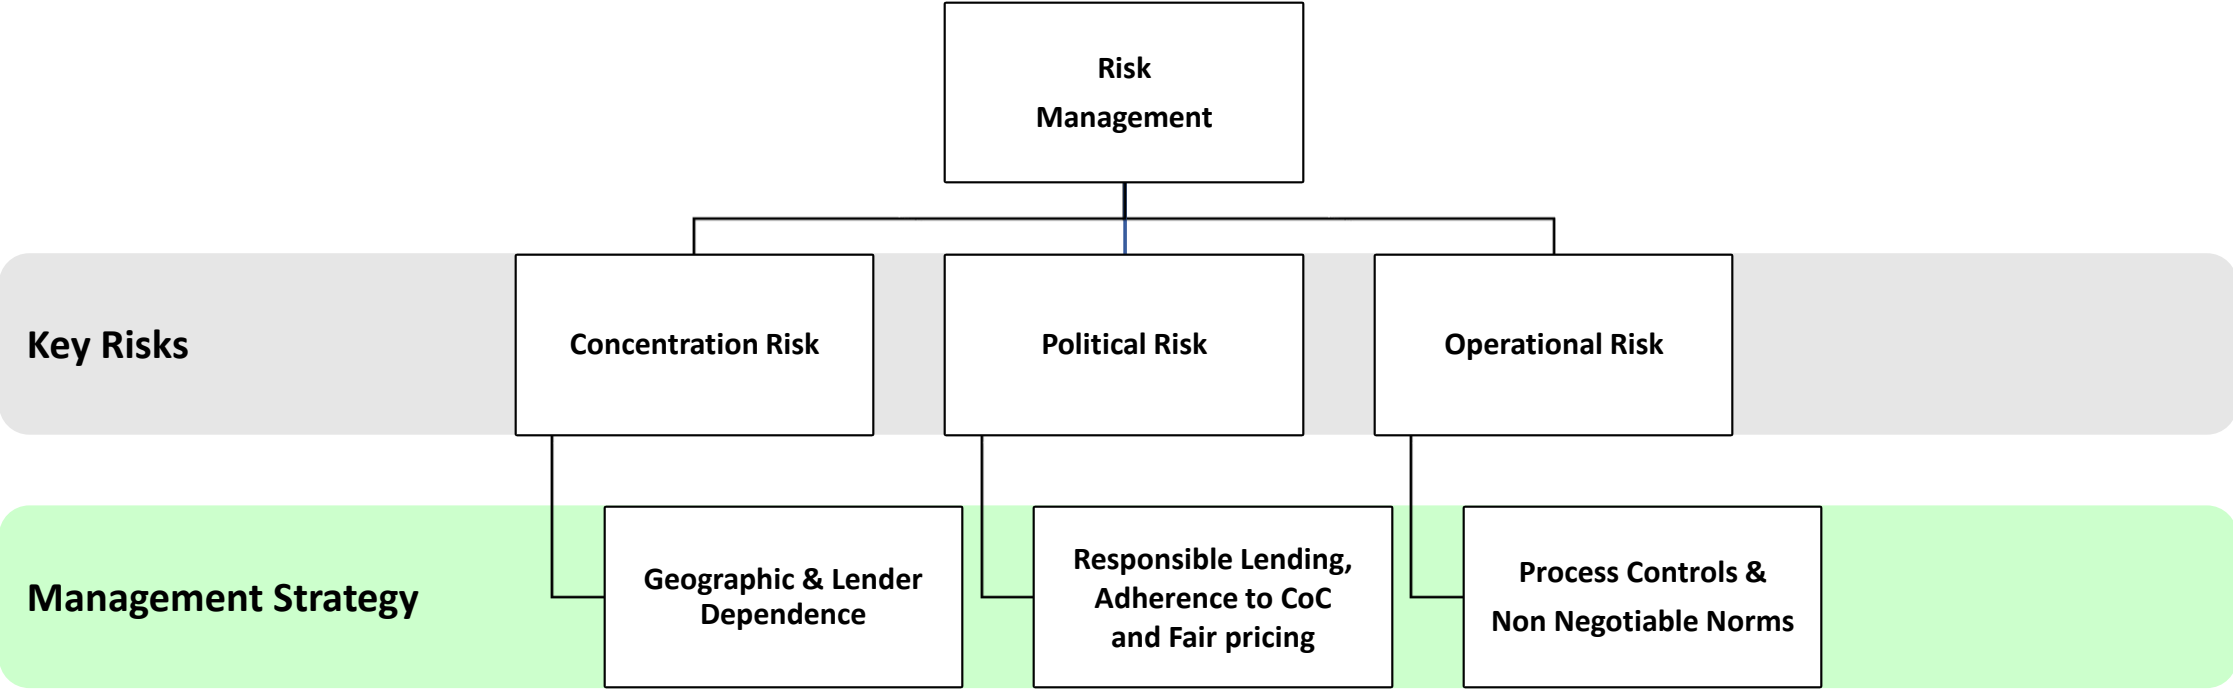 Risk
Management
Key Risks
Concentration Risk
Political Risk
Operational Risk
Management Strategy
Geographic & Lender
Dependence
Responsible Lending,
Adherence to CoC
and Fair pricing
Process Controls &
Non Negotiable Norms